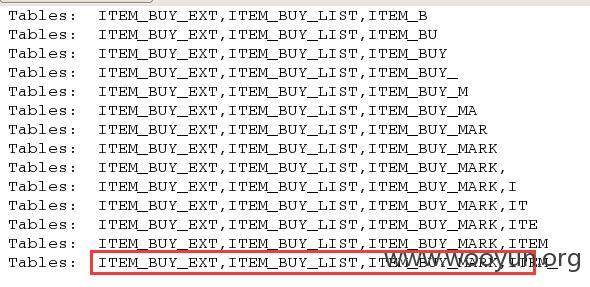 Tables: ITEM_BUY_EXT,ITEM_BUY_LIST,ITEM_B
Tables: ITEM_BUY_EXT,ITEM_BUY_LIST,ITEM_BU
Tables: ITEM_BUY_EXT,ITEM_BUY_LIST,ITEM_BUY
Tables: ITEM_BUY_EXT,ITEM_BUY_LIST,ITEM_BUY_
Tables: ITEM_BUY_EXT,ITEM_BUY_LIST,ITEM_BUY_M
Tables: ITEM_BUY_EXT,ITEM_BUY_LIST,ITEM_BUY_MA
Tables: ITEM_BUY_EXT,ITEM_BUY_LIST,ITEM_BUY_MAR
Tables: ITEM_BUY_EXT,ITEM_BUY_LIST,ITEM_BUY_MARK
Tables: ITEM_BUY_EXT,ITEM_BUY_LIST,ITEM_BUY_MARK,
Tables: ITEM_BUY_EXT,ITEM_BUY_LIST,ITEM_BUY_MARK,I
Tables: ITEM_BUY_EXT,ITEM_BUY_LIST,ITEM_BUY_MARK,IT
Tables: ITEM_BUY_EXT,ITEM_BUY_LIST,ITEM_BUY_MARK,ITE
Tables: ITEM_BUY_EXT,ITEM_BUY_LIST,ITEM_BUY_MARK,ITEM
Tables: ITEM_BUY_EXT,ITEM_BUY_LIST,ITEM_BUY_MARK,ITEM_
www.wooyun.org